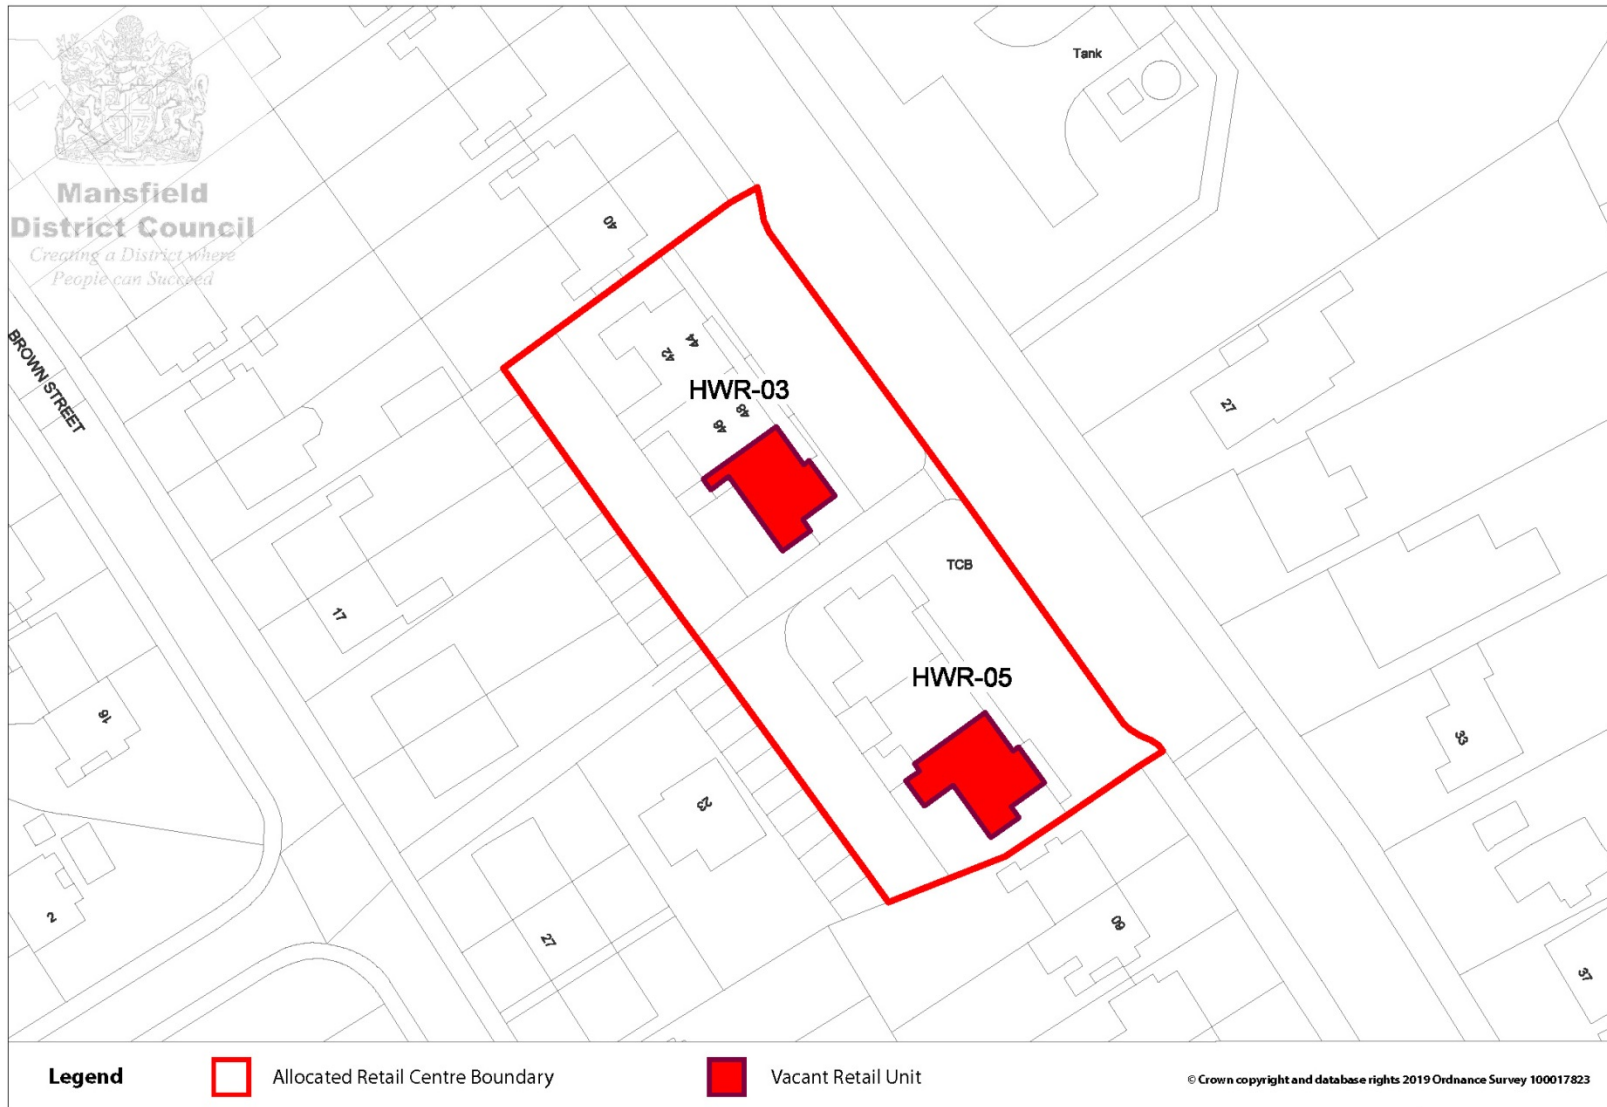 Mansfield
District Council
Creating a District where
People can Succeed
Tank
40
BROWN STREET
44
42
HWR-03
27
48
46
TCB
17
HWR-05
16
33
23
2
27
60
37
Legend
Allocated Retail Centre Boundary
Vacant Retail Unit
© Crown copyright and database rights 2019 Ordnance Survey 100017823